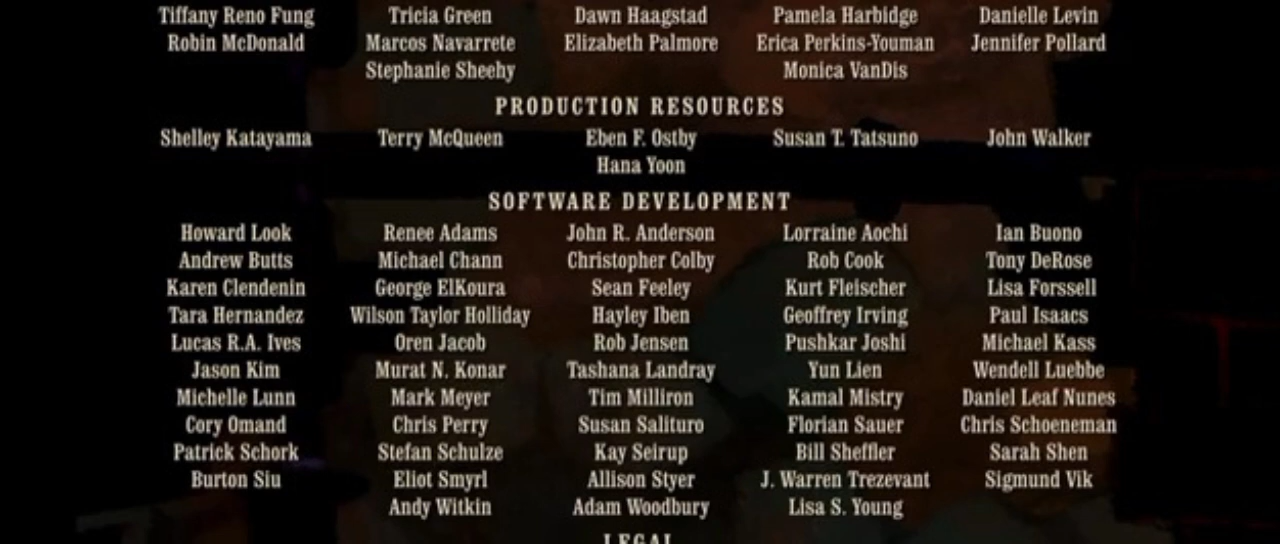 Tiffany Reno Fung Tricia Green Dawn Haagstad Pamela Harbidge Danielle Levin
Robin McDonald Marcos Navarrete Elizabeth Palmore Erica Perkins-Youman Jennifer Pollard
Stephanie Sheehy Monica VanDis
PRODUCTION RESOURCES
Shelley Katayama Terry McQueen Eben F. Ostby Susan T. Tatsuno John Walker
Hana Yoon
SOFTWARE DEVELOPMENT
Howard Look Renee Adams John R. Anderson Lorraine Aochi Ian Buono
Andrew Butts Michael Chann Christopher Colby Rob Cook Tony DeRose
Karen Clendenin George ElKoura Sean Feeley Kurt Fleischer Lisa Forssell
Tara Hernandez Wilson Taylor Holliday Hayley Iben Geoffrey Irving Paul Isaacs
Lucas R.A. Ives Oren Jacob Rob Jensen Pushkar Joshi Michael Kass
Jason Kim Murat N. Konar Tashana Landray Yun Lien Wendell Luebbe
Michelle Lunn Mark Meyer Tim Milliron Kamal Mistry Daniel Leaf Nunes
Cory Omand Chris Perry Susan Salituro Florian Sauer Chris Schoeneman
Patrick Schork Stefan Schulze Kay Seirup Bill Sheffler Sarah Shen
Burton Siu Eliot Smyrl Allison Styer J. Warren Trezevant Sigmund Vik
Andy Witkin Adam Woodbury Lisa S. Young
LEGAL